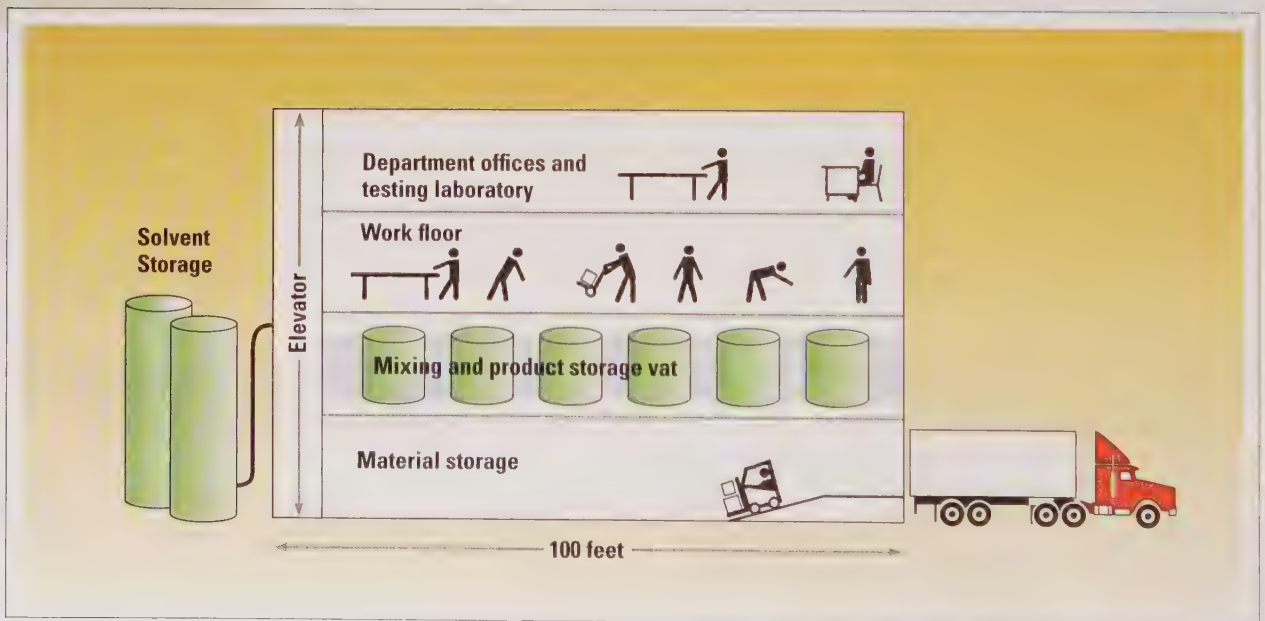 Department offices and
testing laboratory
Work floor
Solvent
Storage
Elevator
Mixing and product storage vat
Material storage
100 feet